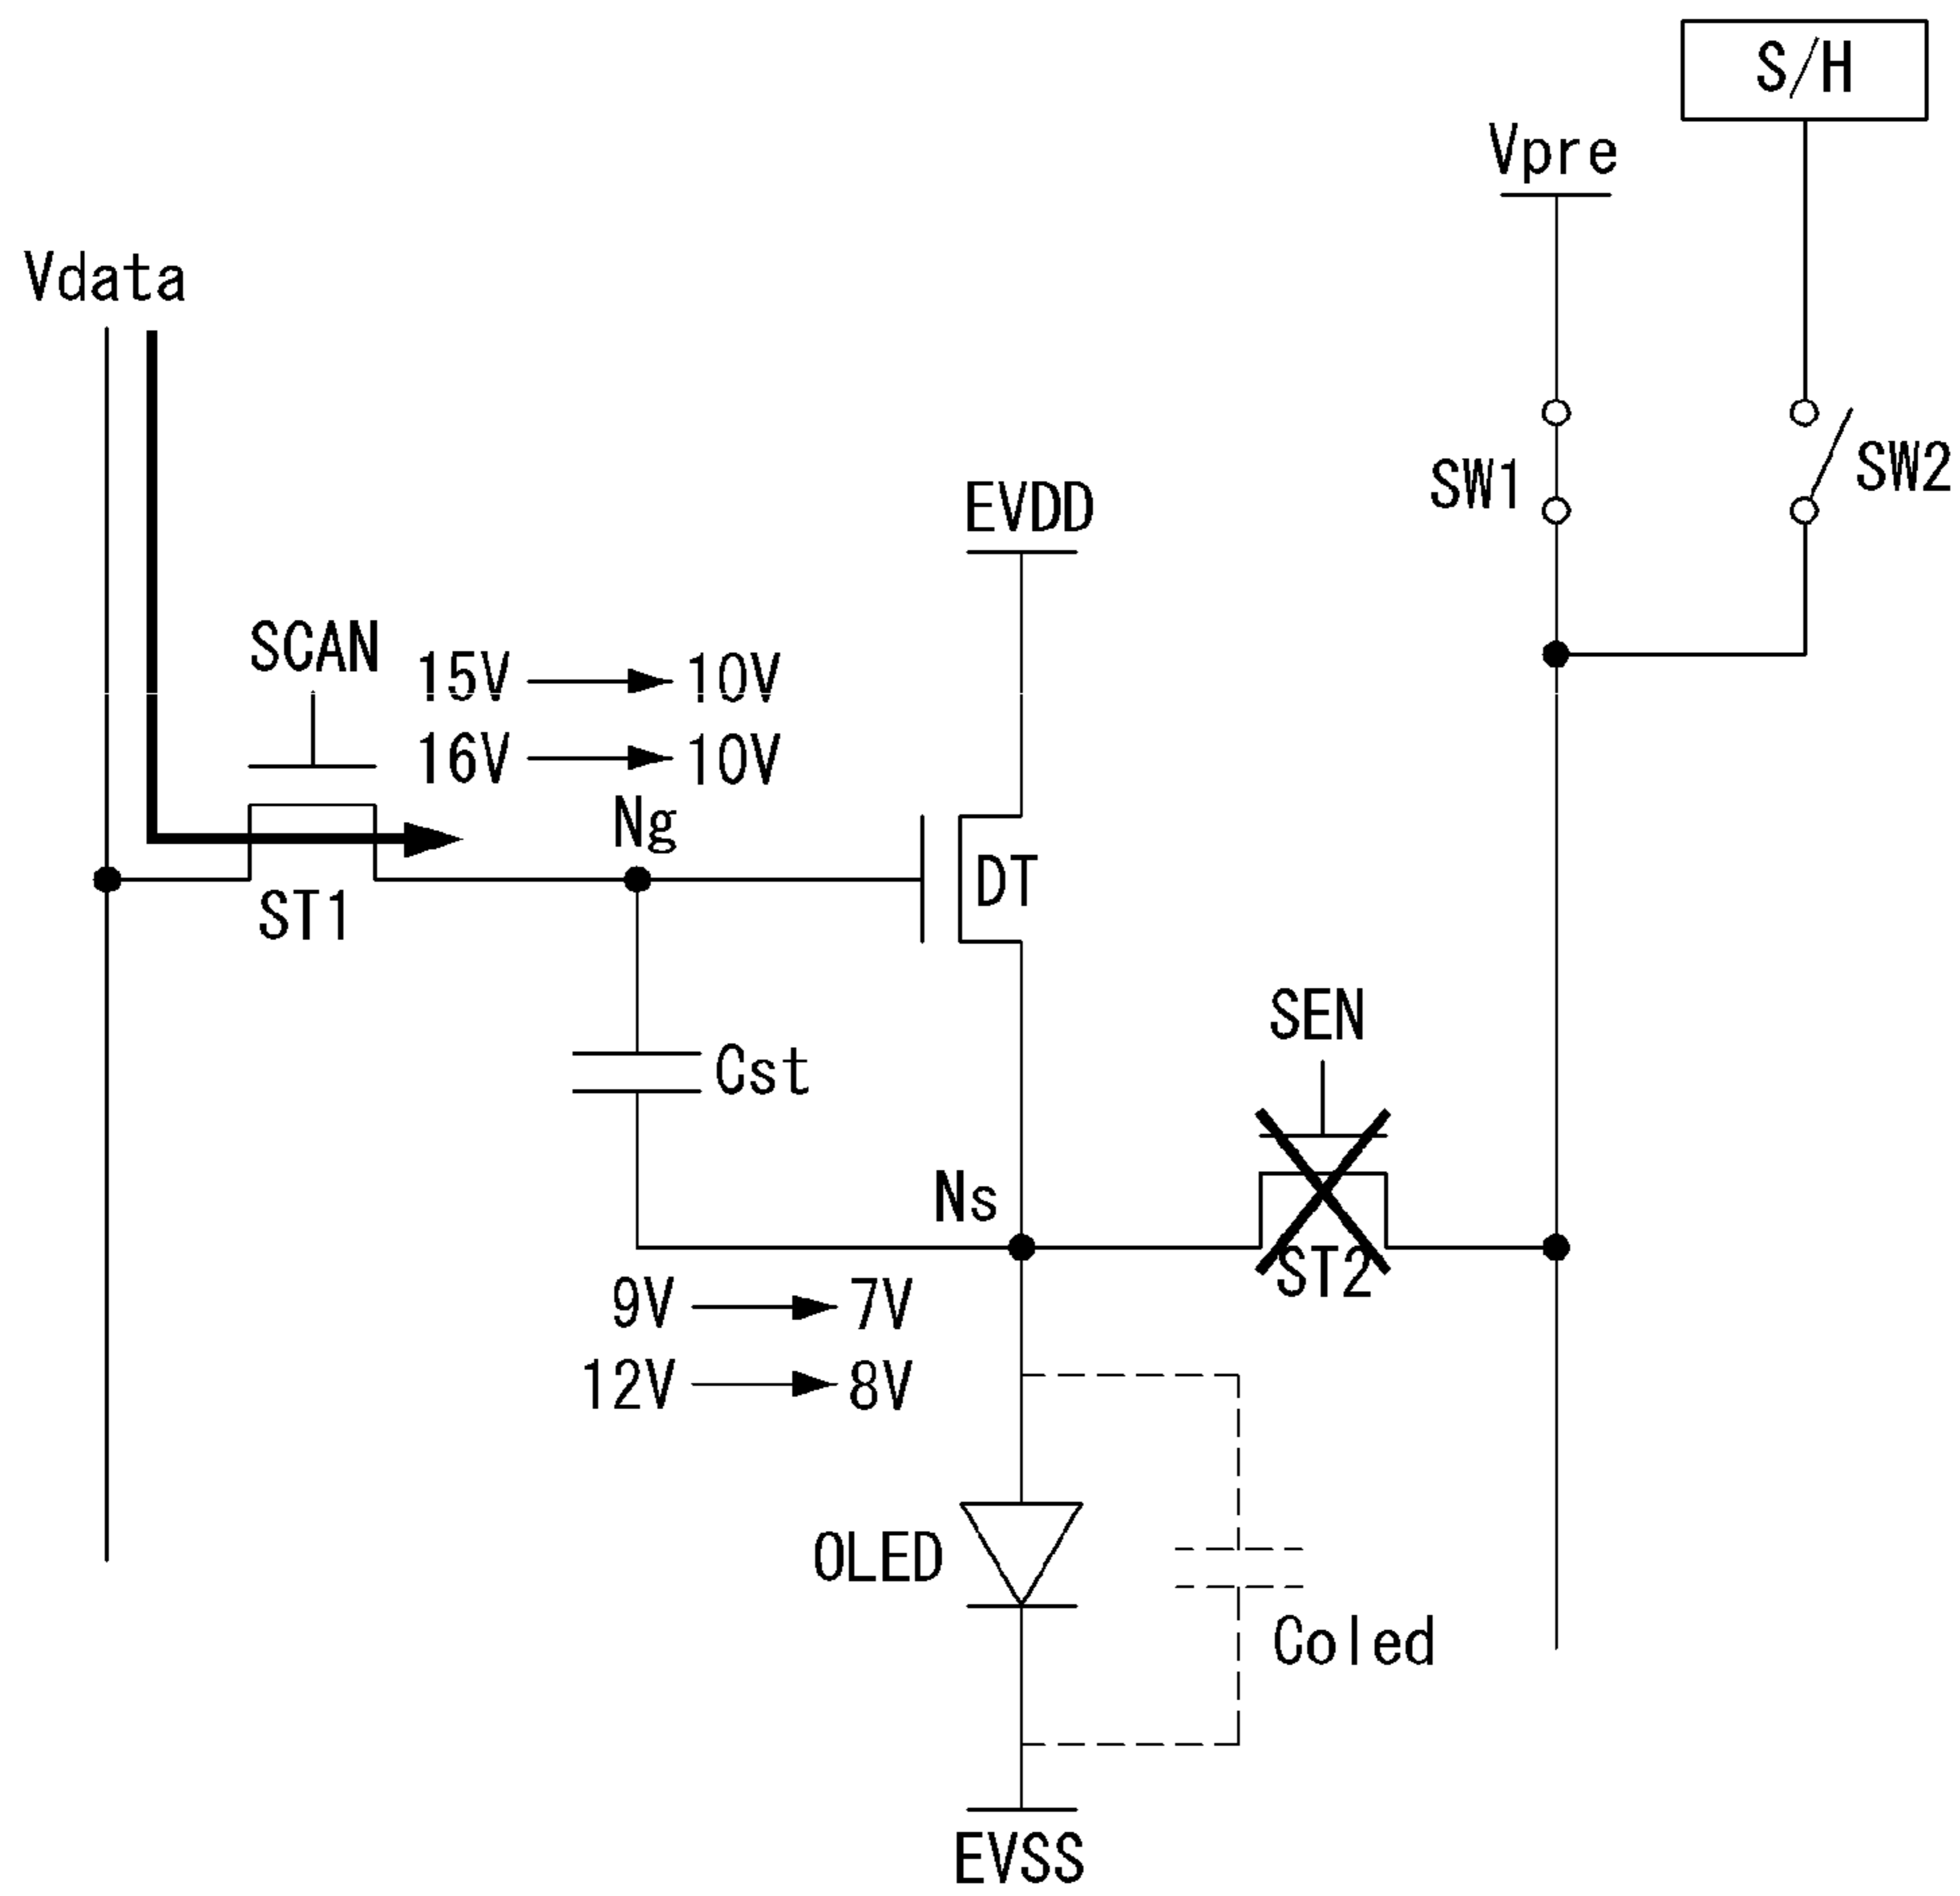 S/H
Vpre
Vdata
SW1
SW2
EVDD
SCAN
15V 10V
16V 10V
Ng
DT
ST1
SEN
Cst
Ns
ST2
9V 7V
12V 8V
OLED
Coled
EVSS